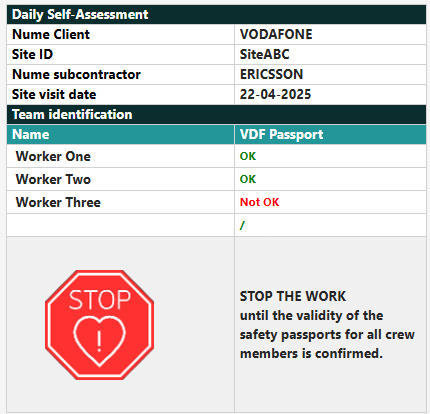 Daily Self-Assessment
Nume Client VODAFONE
Site ID SiteABC
Nume subcontractor ERICSSON
Site visit date 22-04-2025
Team identification
Name VDF Passport
Worker One OK
Worker Two OK
Worker Three Not OK
/
STOP
!
STOP THE WORK
until the validity of the
safety passports for all crew
members is confirmed.